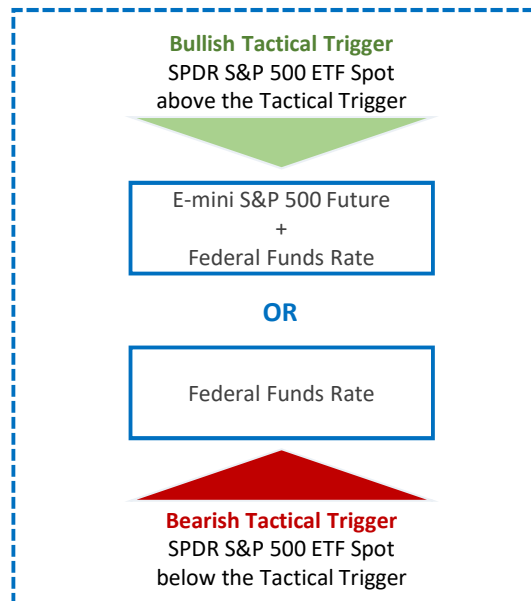 Bullish Tactical Trigger
SPDR S&P 500 ETF Spot
above the Tactical Trigger
E-mini S&P 500 Future
+
Federal Funds Rate
OR
Federal Funds Rate
Bearish Tactical Trigger
SPDR S&P 500 ETF Spot
below the Tactical Trigger